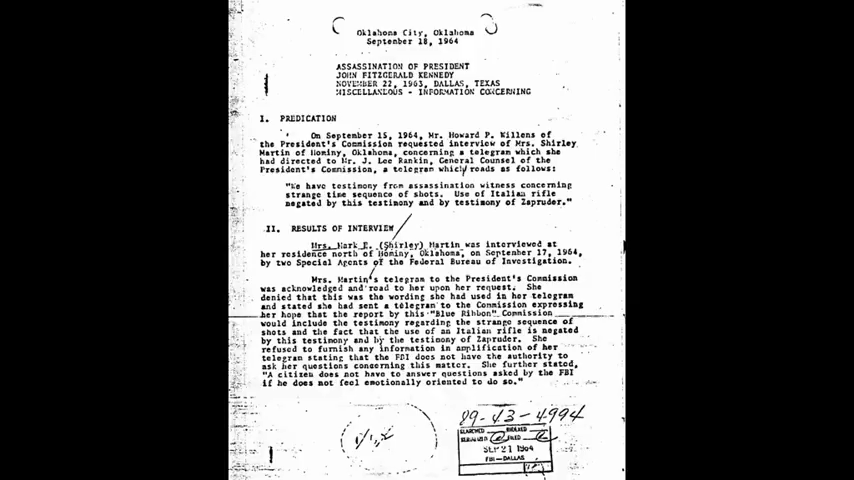 Oklahoma City, Oklahoma
September 18, 1964
ASSASSINATION OF PRESIDENT
JOHN FITZGERALD KENNEDY
NOVEMBER 22, 1963, DALLAS, TEXAS
MISCELLANEOUS - INFORMATION CONCERNING
I. PREDICATION
On September 15, 1964, Mr. Howard P. Willens of
the President's Commission requested interview of Mrs. Shirley
Martin of Hominy, Oklahoma, concerning a telegram which she
had directed to Mr. J. Lee Rankin, General Counsel of the
President's Commission, a telegram which reads as follows:
"We have testimony from assassination witness concerning
strange time sequence of shots. Use of Italian rifle
negated by this testimony and by testimony of Zapruder."
II. RESULTS OF INTERVIEW
Mrs. Mark E. (Shirley) Martin was interviewed at
her residence north of Hominy, Oklahoma, on September 17, 1964,
by two Special Agents of the Federal Bureau of Investigation.
Mrs. Martin's telegram to the President's Commission
was acknowledged and read to her upon her request. She
denied that this was the wording she had used in her telegram
and stated she had sent a telegram to the Commission expressing
her hope that the report by this "Blue Ribbon" Commission
would include the testimony regarding the strange sequence of
shots and the fact that the use of an Italian rifle is negated
by this testimony and by the testimony of Zapruder. She
refused to furnish any information in amplification of her
telegram stating that the FBI does not have the authority to
ask her questions concerning this matter. She further stated,
"A citizen does not have to answer questions asked by the FBI
if he does not feel emotionally oriented to do so."
89-43-4994
SEARCHED INDEXED
SERIALIZED FILED
SEP 21 1964
FBI-DALLAS